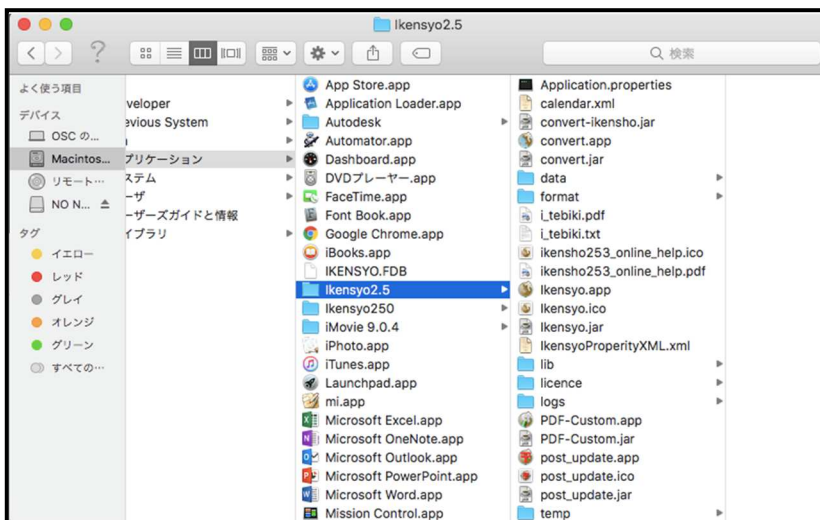 Ikensyo2.5
検索
よく使う項目
デバイス
OSC の...
Macintos...
リモート…
NO N...
タグ
イエロー
レッド
グレイ
オレンジ
グリーン
すべての…
veloper
evious System
プリケーション
ステム
ーザ
ーザーズガイドと情報
イブラリ
App Store.app
Application Loader.app
Autodesk
Automator.app
Dashboard.app
DVDプレーヤー.app
FaceTime.app
Font Book.app
Google Chrome.app
iBooks.app
IKENSYO.FDB
Ikensyo2.5
Ikensyo250
iMovie 9.0.4
iPhoto.app
iTunes.app
Launchpad.app
mi.app
Microsoft Excel.app
Microsoft OneNote.app
Microsoft Outlook.app
Microsoft PowerPoint.app
Microsoft Word.app
Mission Control.app
Application.properties
calendar.xml
convert-ikensho.jar
convert.app
convert.jar
data
format
i_tebiki.pdf
i_tebiki.txt
ikensho253_online_help.ico
ikensho253_online_help.pdf
Ikensyo.app
Ikensyo.ico
Ikensyo.jar
IkensyoProperityXML.xml
lib
licence
logs
PDF-Custom.app
PDF-Custom.jar
post_update.app
post_update.ico
post_update.jar
temp